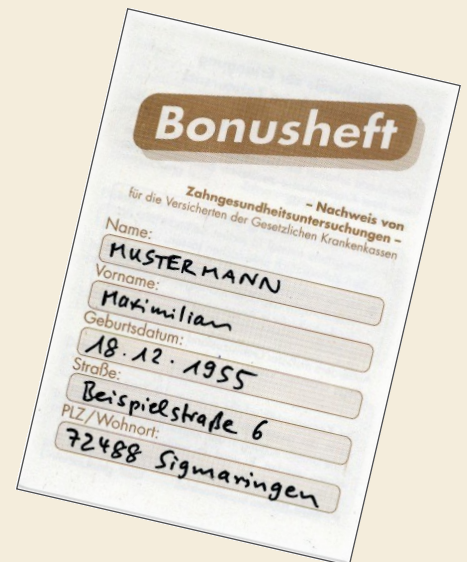 Bonusheft
– Nachweis von
Zahngesundheitsuntersuchungen –
für die Versicherten der Gesetzlichen Krankenkassen
Name:
MUSTERMANN
Vorname:
Maximilian
Geburtsdatum:
18.12.1955
Straße:
Beispielstraße 6
PLZ/Wohnort:
72488 Sigmaringen